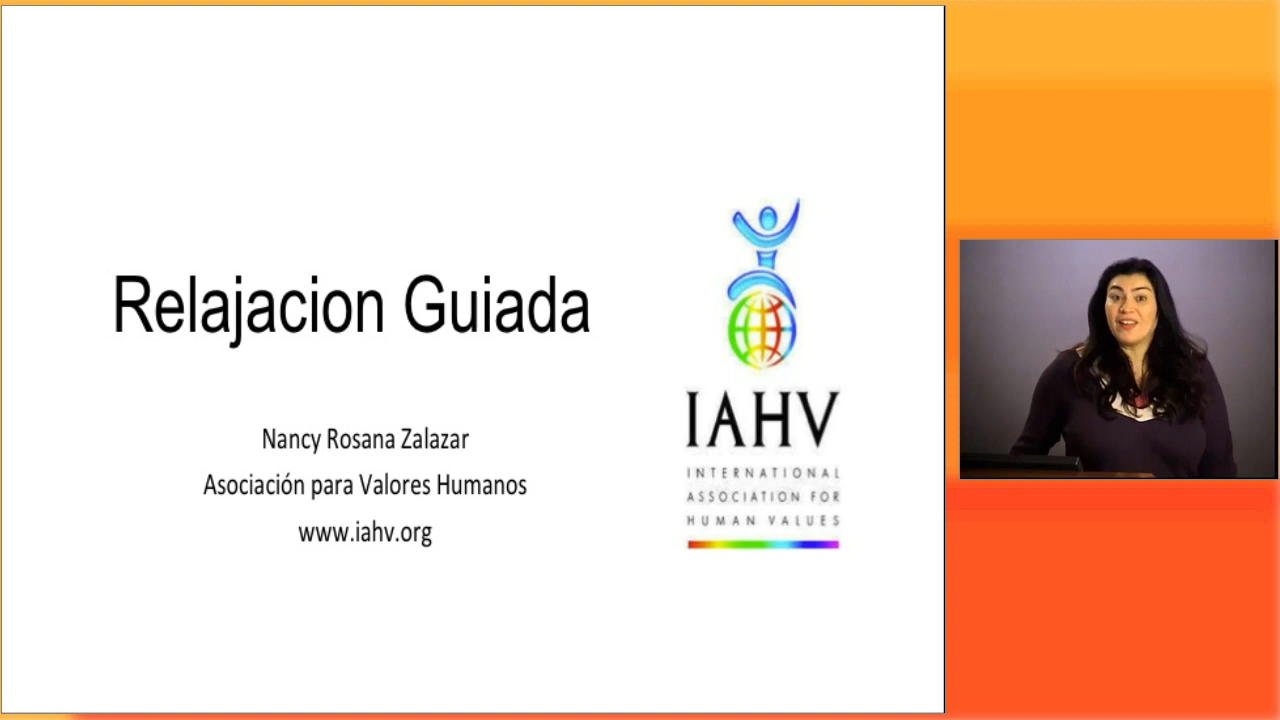 Relajacion Guiada
Nancy Rosana Zalazar
Asociación para Valores Humanos
www.iahv.org
IAHV
INTERNATIONAL
ASSOCIATION FOR
HUMAN VALUES